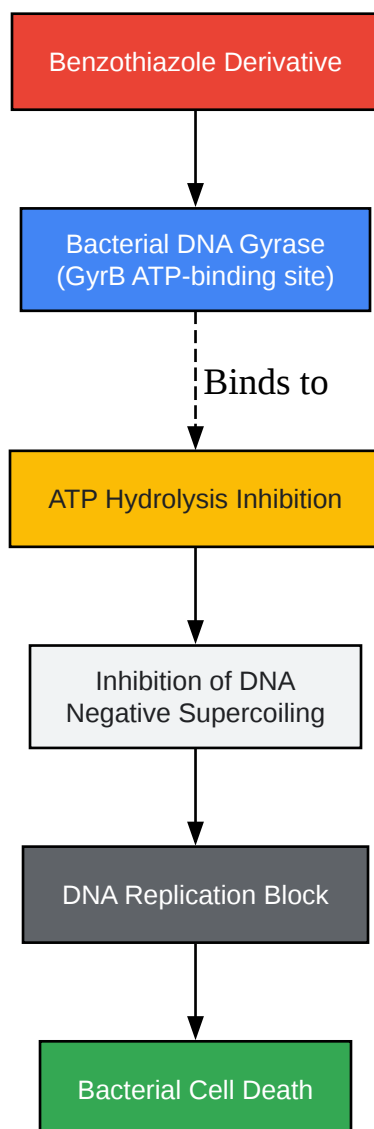 Benzothiazole Derivative
Bacterial DNA Gyrase
(GyrB ATP-binding site)
Binds to
ATP Hydrolysis Inhibition
Inhibition of DNA
Negative Supercoiling
DNA Replication Block
Bacterial Cell Death